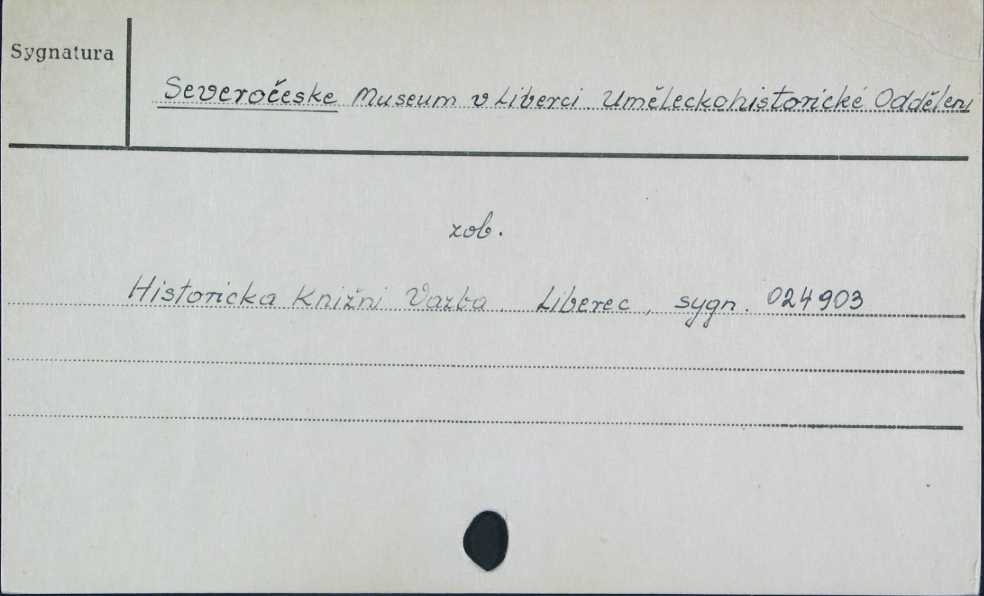 Sygnatura
Severočeske Museum v Liberci Uměleckohistorické Oddělení
zob.
Historicka Knižni Vazba. Liberec, sygn. 024903